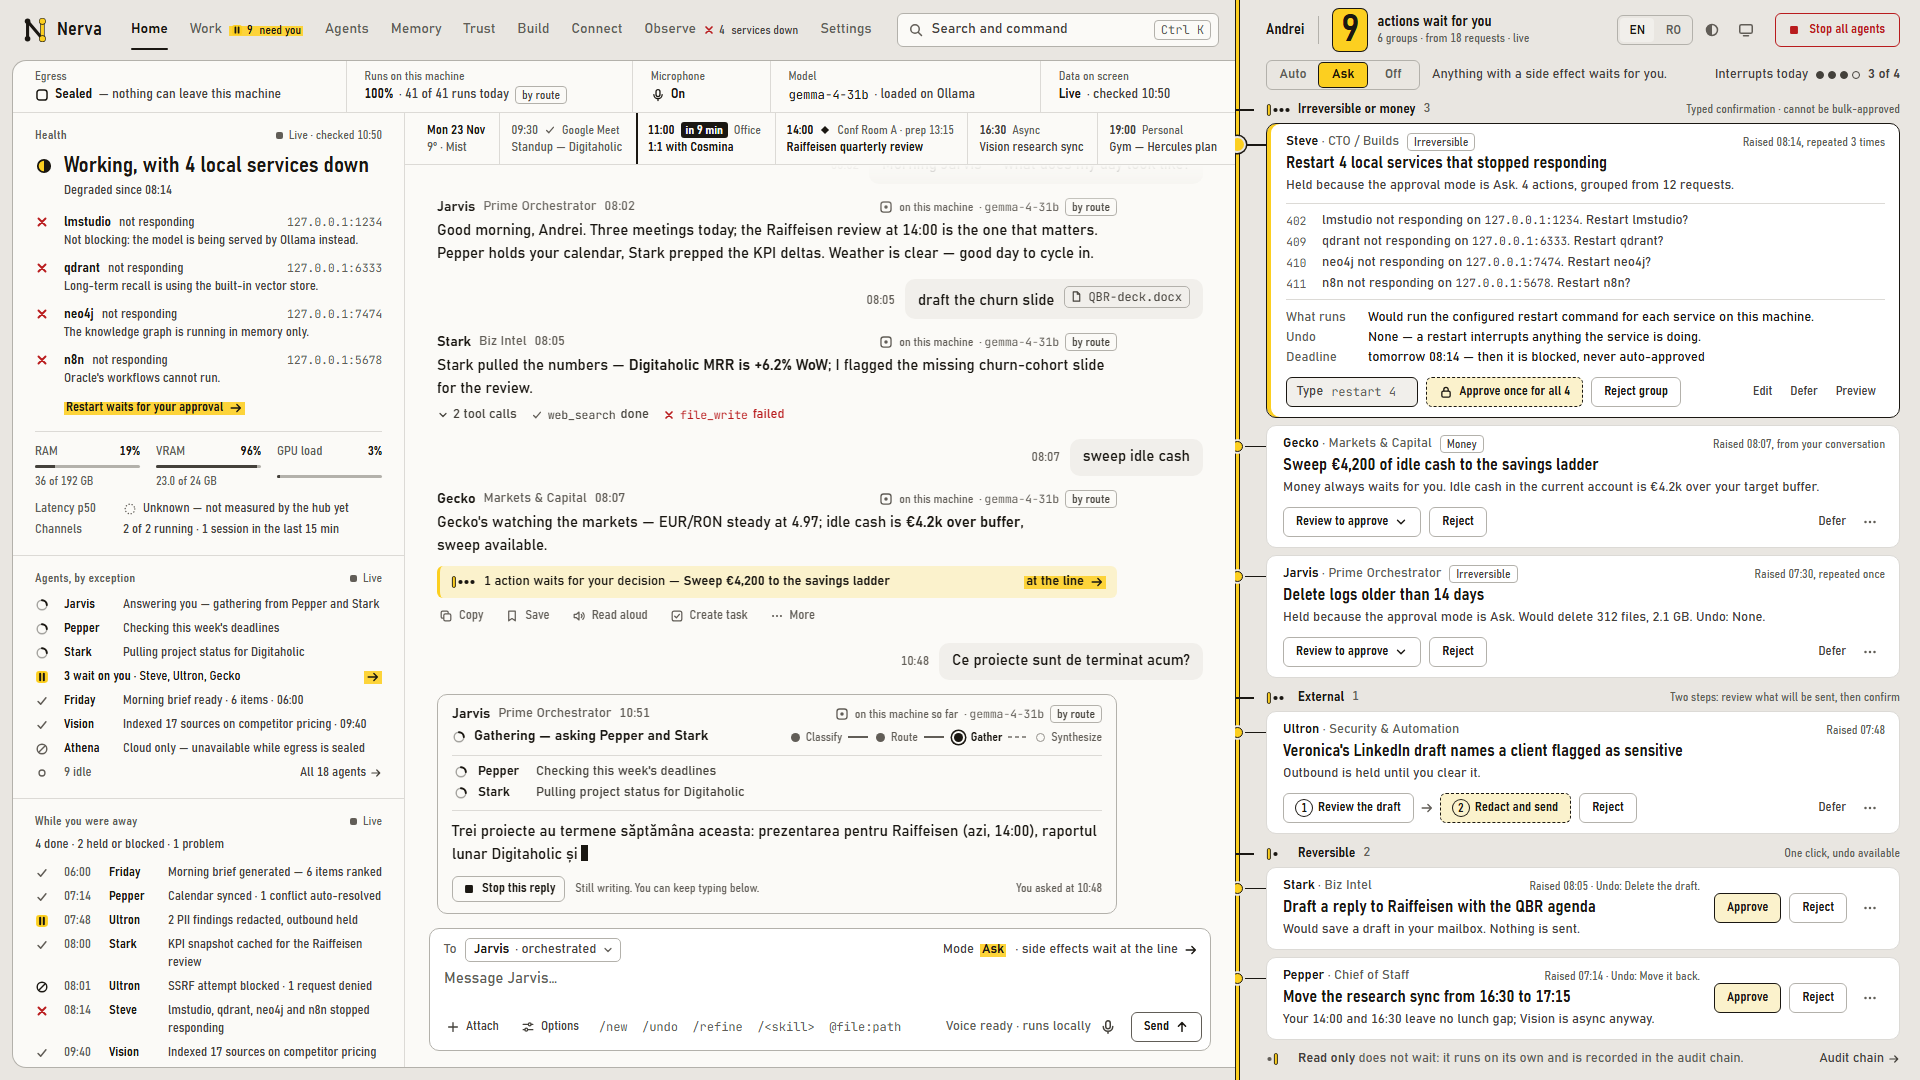 Nerva
Home
Work 9 need you
Agents
Memory
Trust
Build
Connect
Observe 4 services down
Settings
Search and command Ctrl K
Andrei
9 actions wait for you
6 groups · from 18 requests · live
EN RO
Stop all agents
Egress
Sealed — nothing can leave this machine
Runs on this machine
100% · 41 of 41 runs today by route
Microphone
On
Model
gemma-4-31b · loaded on Ollama
Data on screen
Live · checked 10:50
Auto Ask Off
Anything with a side effect waits for you.
Interrupts today 3 of 4
Health
Live · checked 10:50
Working, with 4 local services down
Degraded since 08:14
lmstudio not responding 127.0.0.1:1234
Not blocking: the model is being served by Ollama instead.
qdrant not responding 127.0.0.1:6333
Long-term recall is using the built-in vector store.
neo4j not responding 127.0.0.1:7474
The knowledge graph is running in memory only.
n8n not responding 127.0.0.1:5678
Oracle's workflows cannot run.
Restart waits for your approval
RAM 19%
36 of 192 GB
VRAM 96%
23.0 of 24 GB
GPU load 3%
Latency p50 Unknown — not measured by the hub yet
Channels 2 of 2 running · 1 session in the last 15 min
Agents, by exception
Live
Jarvis Answering you — gathering from Pepper and Stark
Pepper Checking this week's deadlines
Stark Pulling project status for Digitaholic
3 wait on you · Steve, Ultron, Gecko
Friday Morning brief ready · 6 items · 06:00
Vision Indexed 17 sources on competitor pricing · 09:40
Athena Cloud only — unavailable while egress is sealed
9 idle All 18 agents
While you were away
Live
4 done · 2 held or blocked · 1 problem
06:00 Friday Morning brief generated — 6 items ranked
07:14 Pepper Calendar synced · 1 conflict auto-resolved
07:48 Ultron 2 PII findings redacted, outbound held
08:00 Stark KPI snapshot cached for the Raiffeisen
review
08:01 Ultron SSRF attempt blocked · 1 request denied
08:14 Steve lmstudio, qdrant, neo4j and n8n stopped
responding
09:40 Vision Indexed 17 sources on competitor pricing
Mon 23 Nov
9° · Mist
09:30 Google Meet
Standup — Digitaholic
11:00 in 9 min Office
1:1 with Cosmina
14:00 Conf Room A · prep 13:15
Raiffeisen quarterly review
16:30 Async
Vision research sync
19:00 Personal
Gym — Hercules plan
Jarvis Prime Orchestrator 08:02
on this machine · gemma-4-31b by route
Good morning, Andrei. Three meetings today; the Raiffeisen review at 14:00 is the one that matters.
Pepper holds your calendar, Stark prepped the KPI deltas. Weather is clear — good day to cycle in.
08:05 draft the churn slide QBR-deck.docx
Stark Biz Intel 08:05
on this machine · gemma-4-31b by route
Stark pulled the numbers — Digitaholic MRR is +6.2% WoW; I flagged the missing churn-cohort slide
for the review.
2 tool calls web_search done file_write failed
08:07 sweep idle cash
Gecko Markets & Capital 08:07
on this machine · gemma-4-31b by route
Gecko's watching the markets — EUR/RON steady at 4.97; idle cash is €4.2k over buffer,
sweep available.
1 action waits for your decision — Sweep €4,200 to the savings ladder at the line
Copy Save Read aloud Create task More
10:48 Ce proiecte sunt de terminat acum?
Jarvis Prime Orchestrator 10:51
on this machine so far · gemma-4-31b by route
Gathering — asking Pepper and Stark
Classify Route Gather Synthesize
Pepper Checking this week's deadlines
Stark Pulling project status for Digitaholic
Trei proiecte au termene săptămâna aceasta: prezentarea pentru Raiffeisen (azi, 14:00), raportul
lunar Digitaholic și
Stop this reply Still writing. You can keep typing below. You asked at 10:48
To Jarvis · orchestrated
Mode Ask · side effects wait at the line
Message Jarvis…
Attach Options /new /undo /refine /<skill> @file:path
Voice ready · runs locally Send
Irreversible or money 3
Typed confirmation · cannot be bulk-approved
Steve · CTO / Builds Irreversible
Raised 08:14, repeated 3 times
Restart 4 local services that stopped responding
Held because the approval mode is Ask. 4 actions, grouped from 12 requests.
402 lmstudio not responding on 127.0.0.1:1234. Restart lmstudio?
409 qdrant not responding on 127.0.0.1:6333. Restart qdrant?
410 neo4j not responding on 127.0.0.1:7474. Restart neo4j?
411 n8n not responding on 127.0.0.1:5678. Restart n8n?
What runs Would run the configured restart command for each service on this machine.
Undo None — a restart interrupts anything the service is doing.
Deadline tomorrow 08:14 — then it is blocked, never auto-approved
Type restart 4
Approve once for all 4
Reject group
Edit Defer Preview
Gecko · Markets & Capital Money
Raised 08:07, from your conversation
Sweep €4,200 of idle cash to the savings ladder
Money always waits for you. Idle cash in the current account is €4.2k over your target buffer.
Review to approve Reject Defer
Jarvis · Prime Orchestrator Irreversible
Raised 07:30, repeated once
Delete logs older than 14 days
Held because the approval mode is Ask. Would delete 312 files, 2.1 GB. Undo: None.
Review to approve Reject Defer
External 1
Two steps: review what will be sent, then confirm
Ultron · Security & Automation
Raised 07:48
Veronica's LinkedIn draft names a client flagged as sensitive
Outbound is held until you clear it.
1 Review the draft 2 Redact and send Reject Defer
Reversible 2
One click, undo available
Stark · Biz Intel
Raised 08:05 · Undo: Delete the draft.
Draft a reply to Raiffeisen with the QBR agenda
Would save a draft in your mailbox. Nothing is sent.
Approve Reject
Pepper · Chief of Staff
Raised 07:14 · Undo: Move it back.
Move the research sync from 16:30 to 17:15
Your 14:00 and 16:30 leave no lunch gap; Vision is async anyway.
Approve Reject
Read only does not wait: it runs on its own and is recorded in the audit chain.
Audit chain